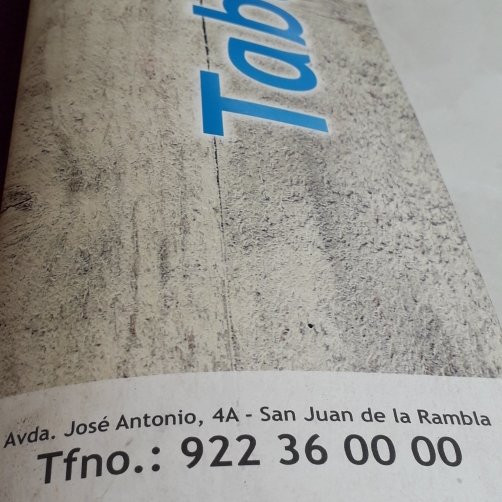 Tab
Avda. José Antonio, 4A - San Juan de la Rambla
Tfno.: 922 36 00 00